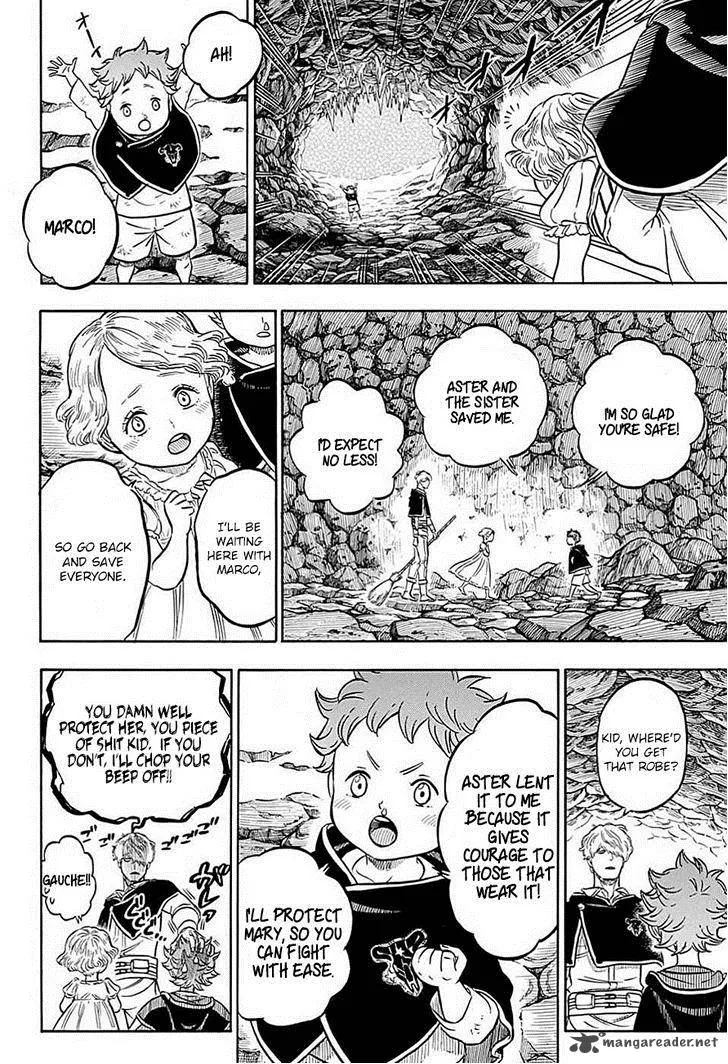 AH!
MARCO!
I'M SO GLAD
YOU'RE SAFE!
ASTER AND
THE SISTER
SAVED ME.
I'D EXPECT
NO LESS!
I'LL BE
WAITING
HERE WITH
MARCO,
SO GO BACK
AND SAVE
EVERYONE.
KID, WHERE'D
YOU GET
THAT ROBE?
ASTER LENT
IT TO ME
BECAUSE IT
GIVES
COURAGE TO
THOSE THAT
WEAR IT!
I'LL
PROTECT
MARY, SO YOU
CAN FIGHT
WITH EASE.
YOU DAMN WELL
PROTECT HER, YOU PIECE
OF SHIT KID. IF YOU
DON'T, I'LL CHOP YOUR
BEEP OFF!!
GAUCHE!!
mangareader.net